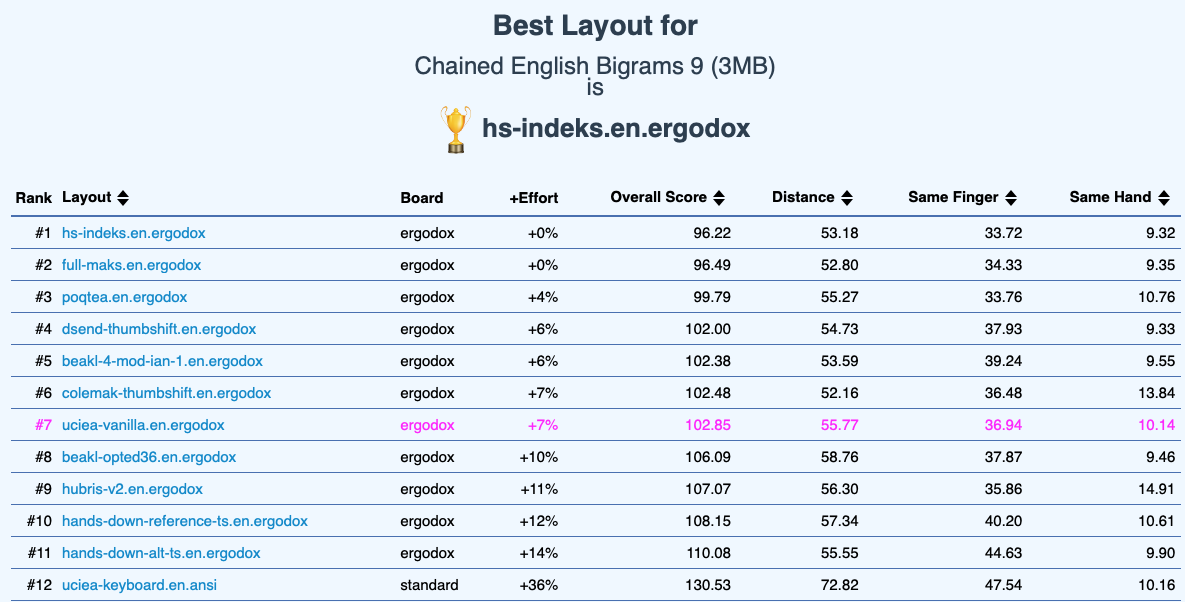 Best Layout for
Chained English Bigrams 9 (3MB)
is
hs-indeks.en.ergodox
Rank Layout Board +Effort Overall Score Distance Same Finger Same Hand
#1 hs-indeks.en.ergodox ergodox +0% 96.22 53.18 33.72 9.32
#2 full-maks.en.ergodox ergodox +0% 96.49 52.80 34.33 9.35
#3 poqtea.en.ergodox ergodox +4% 99.79 55.27 33.76 10.76
#4 dsend-thumbshift.en.ergodox ergodox +6% 102.00 54.73 37.93 9.33
#5 beakl-4-mod-ian-1.en.ergodox ergodox +6% 102.38 53.59 39.24 9.55
#6 colemak-thumbshift.en.ergodox ergodox +7% 102.48 52.16 36.48 13.84
#7 uciea-vanilla.en.ergodox ergodox +7% 102.85 55.77 36.94 10.14
#8 beakl-opted36.en.ergodox ergodox +10% 106.09 58.76 37.87 9.46
#9 hubris-v2.en.ergodox ergodox +11% 107.07 56.30 35.86 14.91
#10 hands-down-reference-ts.en.ergodox ergodox +12% 108.15 57.34 40.20 10.61
#11 hands-down-alt-ts.en.ergodox ergodox +14% 110.08 55.55 44.63 9.90
#12 uciea-keyboard.en.ansi standard +36% 130.53 72.82 47.54 10.16